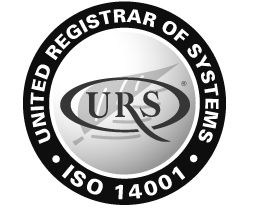 UNITED REGISTRAR OF SYSTEMS
URS®
• ISO 14001 •